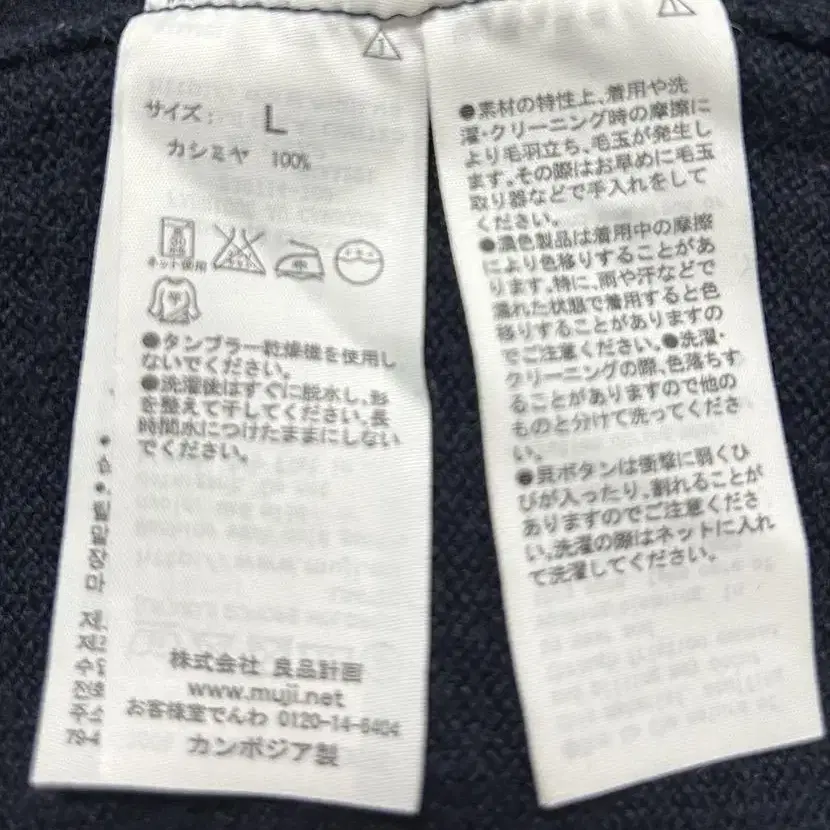 サイズ： L
カシミヤ 100%
ネット使用
中
●タンブラー乾燥機を使用し
ないでください。
●洗濯後はすぐに脱水し、形
を整えて干してください。長
時間水につけたままにしない
でください。
株式会社 良品計画
www.muji.net
お客様室でんわ 0120-14-6404
カンボジア製
●素材の特性上、着用や洗
濯・クリーニング時の摩擦に
より毛羽立ち、毛玉が発生し
ます。その際はお早めに毛玉
取り器などで手入れをして
ください。
●濃色製品は着用中の摩擦
により色移りすることがあ
ります。特に、雨や汗などで
濡れた状態で着用すると色
移りすることがありますの
でご注意ください。●洗濯・
クリーニングの際、色落ちす
ることがありますので他の
ものと分けて洗ってくださ
い。
●貝ボタンは衝撃に弱くひ
びが入ったり、割れることが
ありますのでご注意くださ
い。洗濯の際はネットに入れ
て洗濯してください。
마
제
제
수
진
주소
79-4